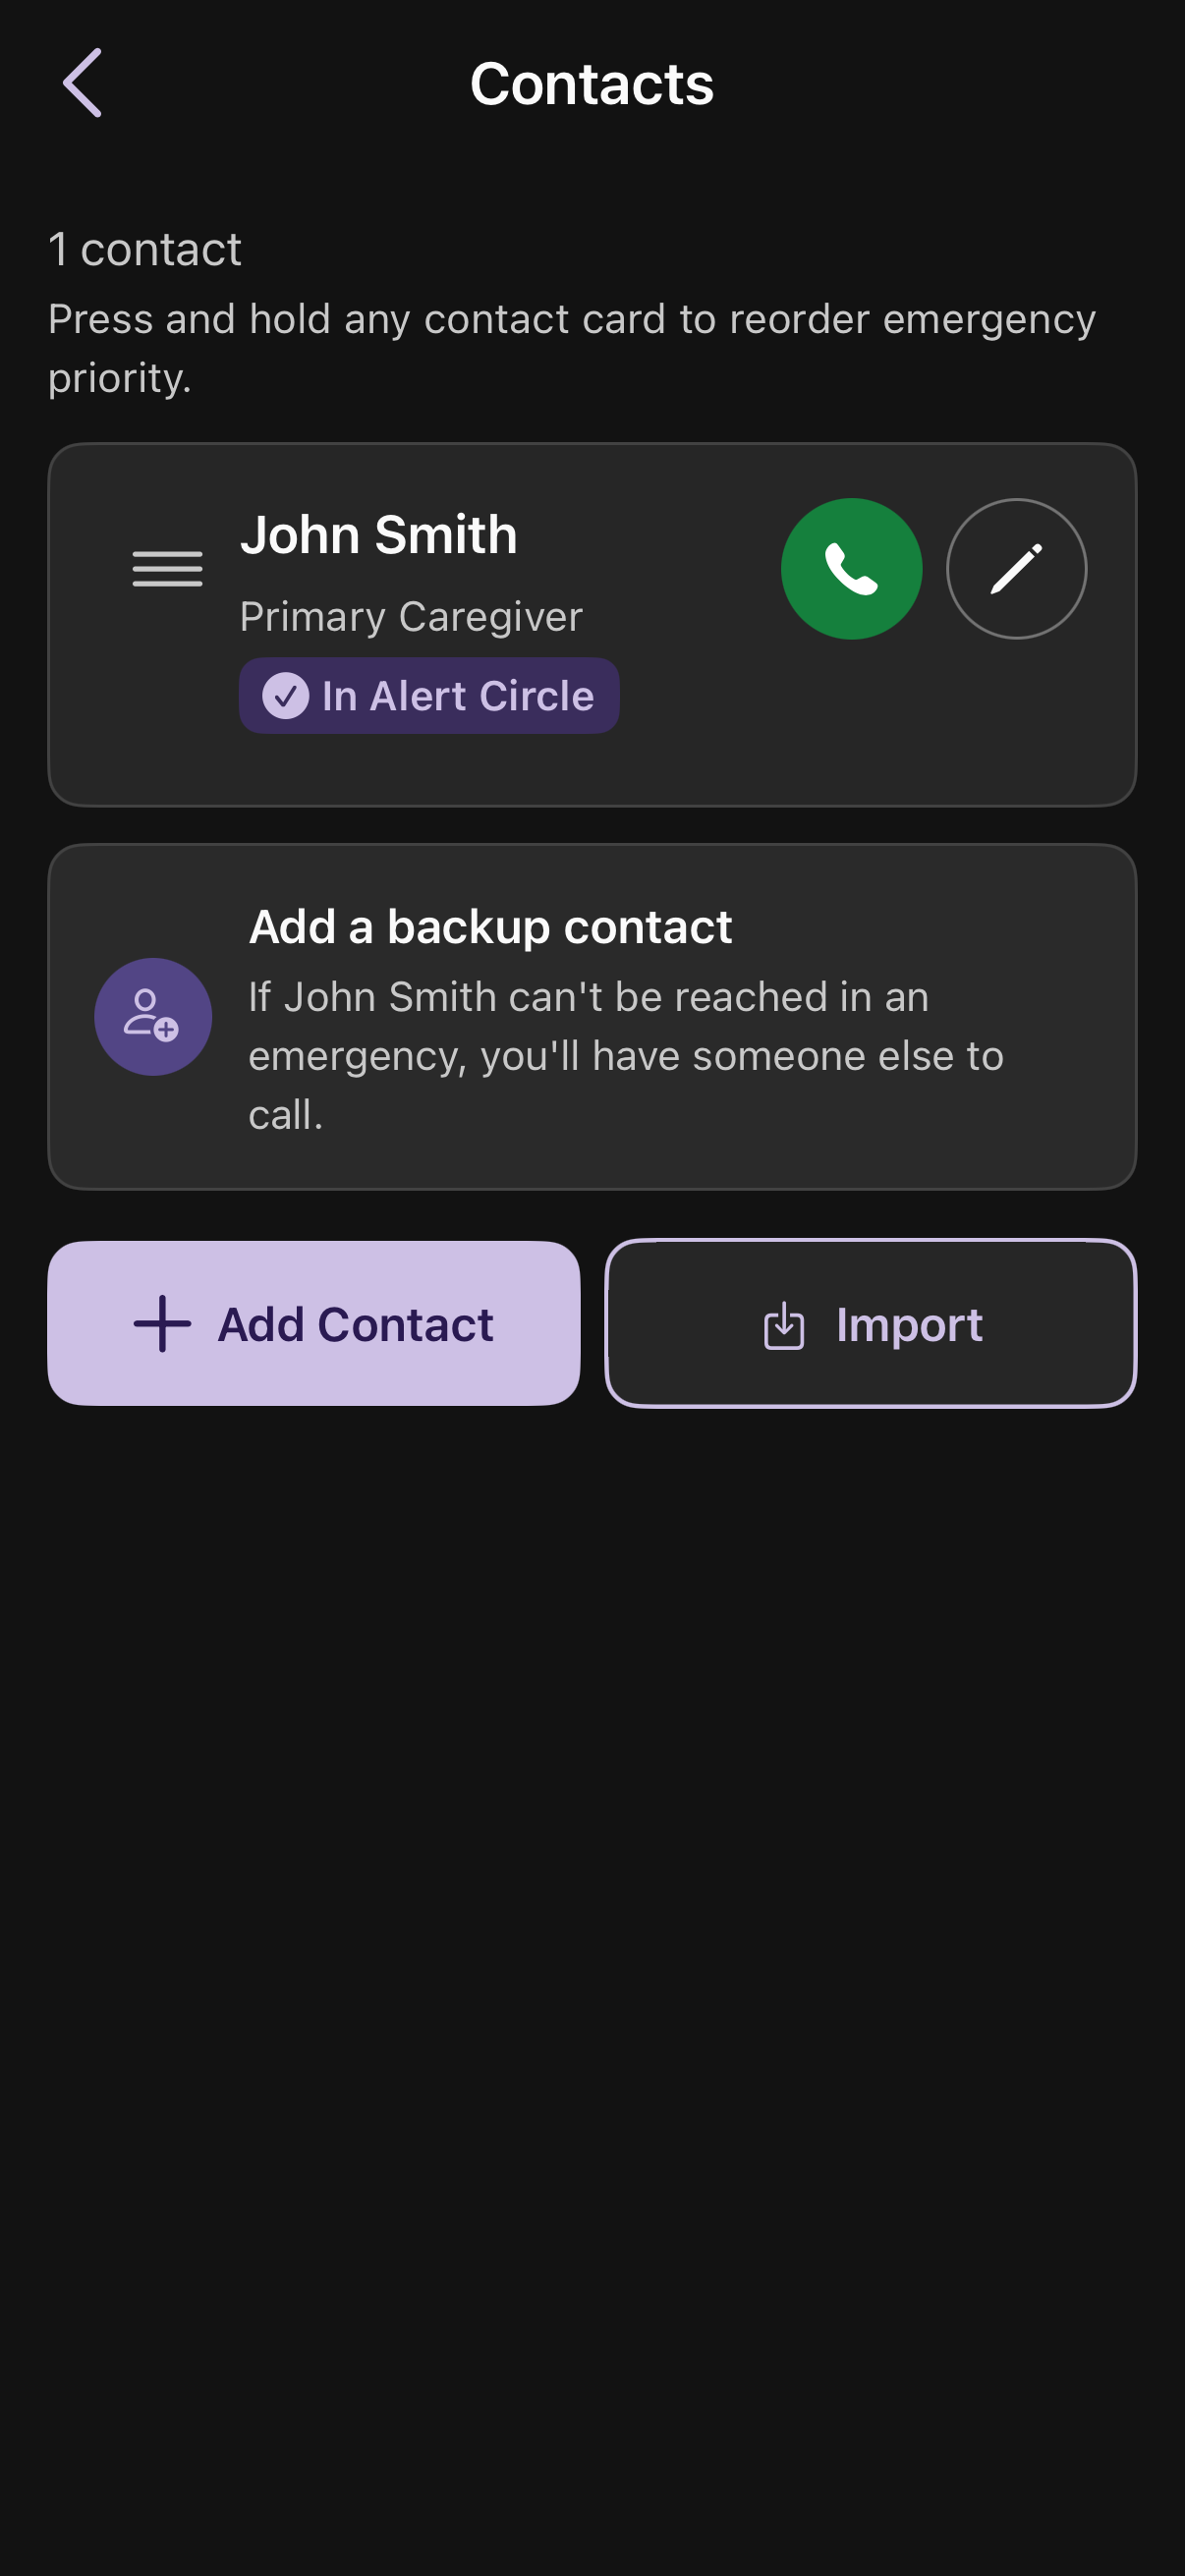 Contacts
1 contact
Press and hold any contact card to reorder emergency
priority.
John Smith
Primary Caregiver
In Alert Circle
Add a backup contact
If John Smith can't be reached in an
emergency, you'll have someone else to
call.
Add Contact
Import